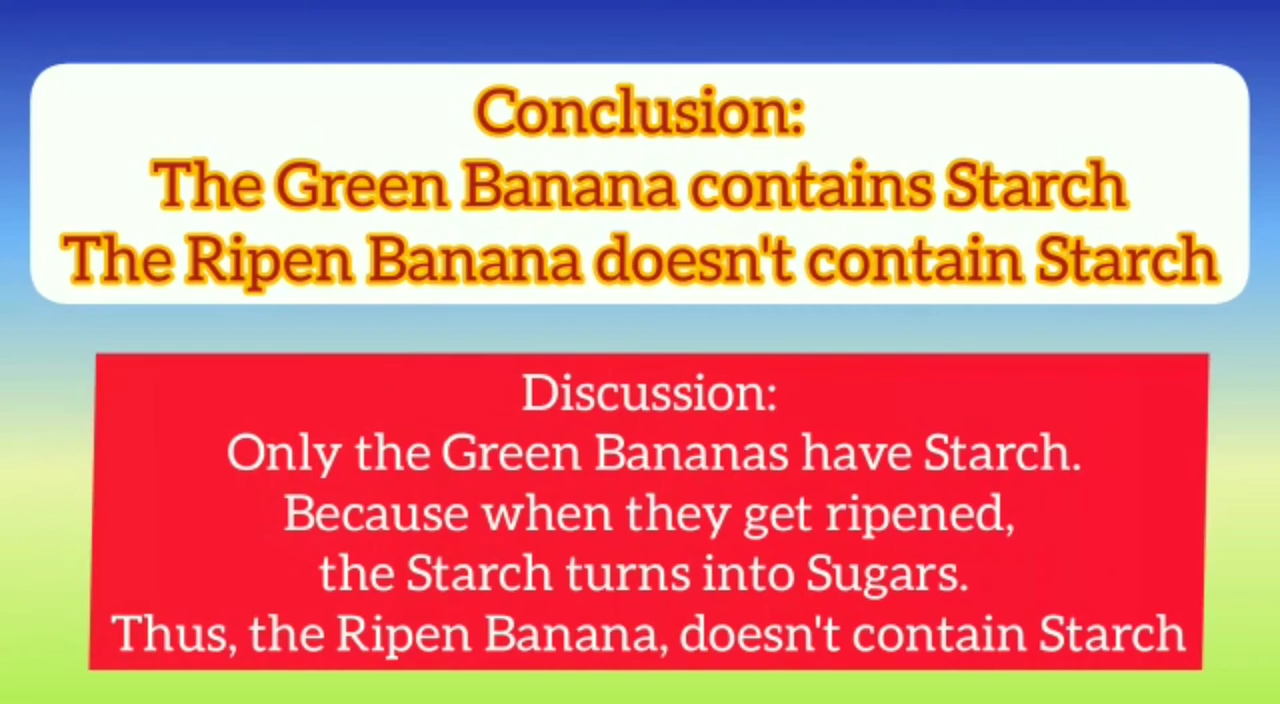 Conclusion:
The Green Banana contains Starch
The Ripen Banana doesn't contain Starch
Discussion:
Only the Green Bananas have Starch.
Because when they get ripened,
the Starch turns into Sugars.
Thus, the Ripen Banana, doesn't contain Starch